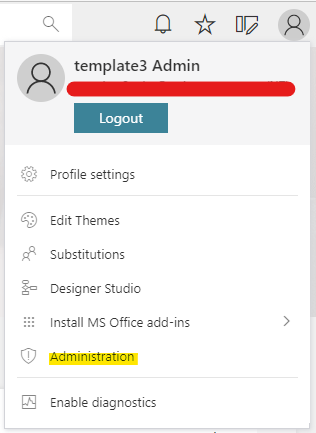 template3 Admin
Logout
Profile settings
Edit Themes
Substitutions
Designer Studio
Install MS Office add-ins
Administration
Enable diagnostics